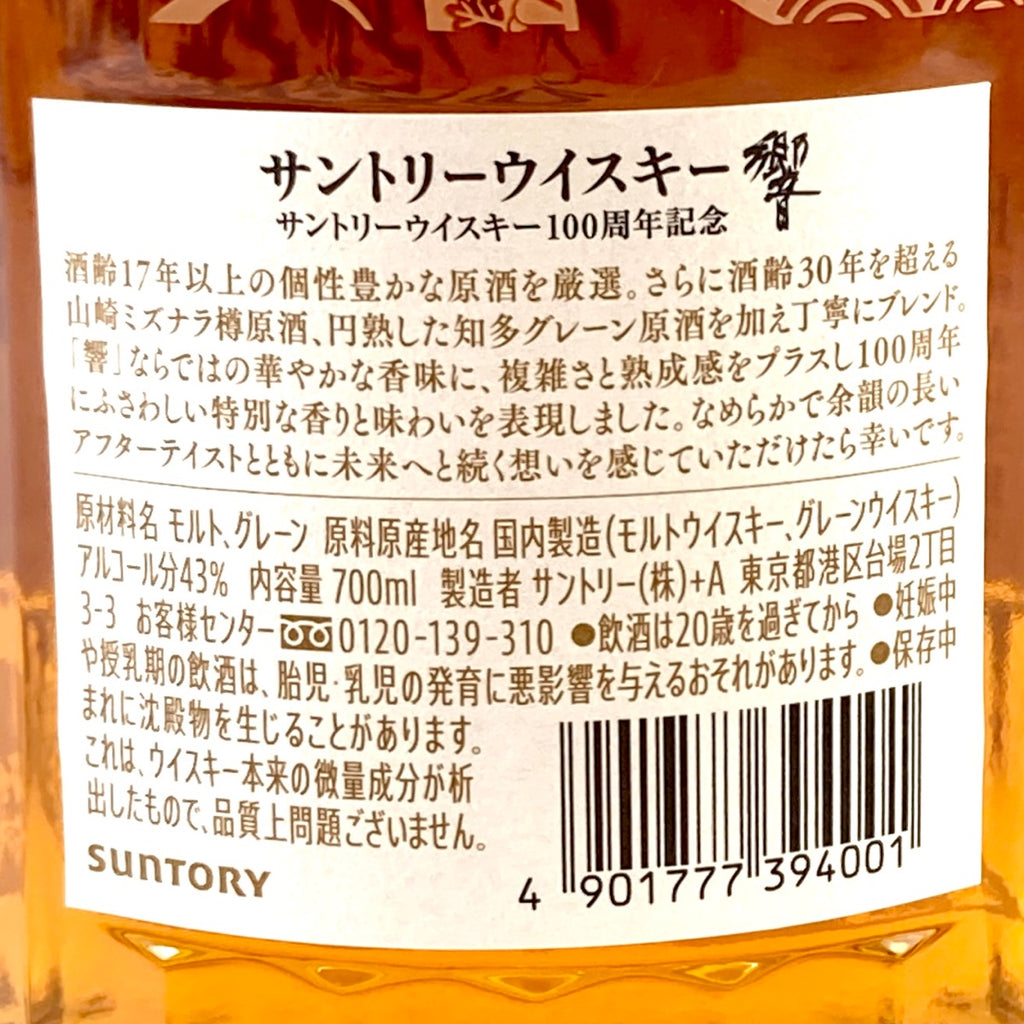 サントリーウイスキー 響
サントリーウイスキー100周年記念
酒齢17年以上の個性豊かな原酒を厳選。さらに酒齢30年を超える
山崎ミズナラ樽原酒、円熟した知多グレーン原酒を加え丁寧にブレンド。
「響」ならではの華やかな香味に、複雑さと熟成感をプラスし100周年
にふさわしい特別な香りと味わいを表現しました。なめらかで余韻の長い
アフターテイストとともに未来へと続く想いを感じていただけたら幸いです。
原材料名 モルト、グレーン 原料原産地名 国内製造(モルトウイスキー、グレーンウイスキー)
アルコール分43% 内容量 700ml 製造者 サントリー(株)+A 東京都港区台場2丁目
3-3 お客様センター 0120-139-310 ●飲酒は20歳を過ぎてから ●妊娠中
や授乳期の飲酒は、胎児・乳児の発育に悪影響を与えるおそれがあります。●保存中
まれに沈殿物を生じることがあります。
これは、ウイスキー本来の微量成分が析
出したもので、品質上問題ございません。
SUNTORY
4 901777 394001